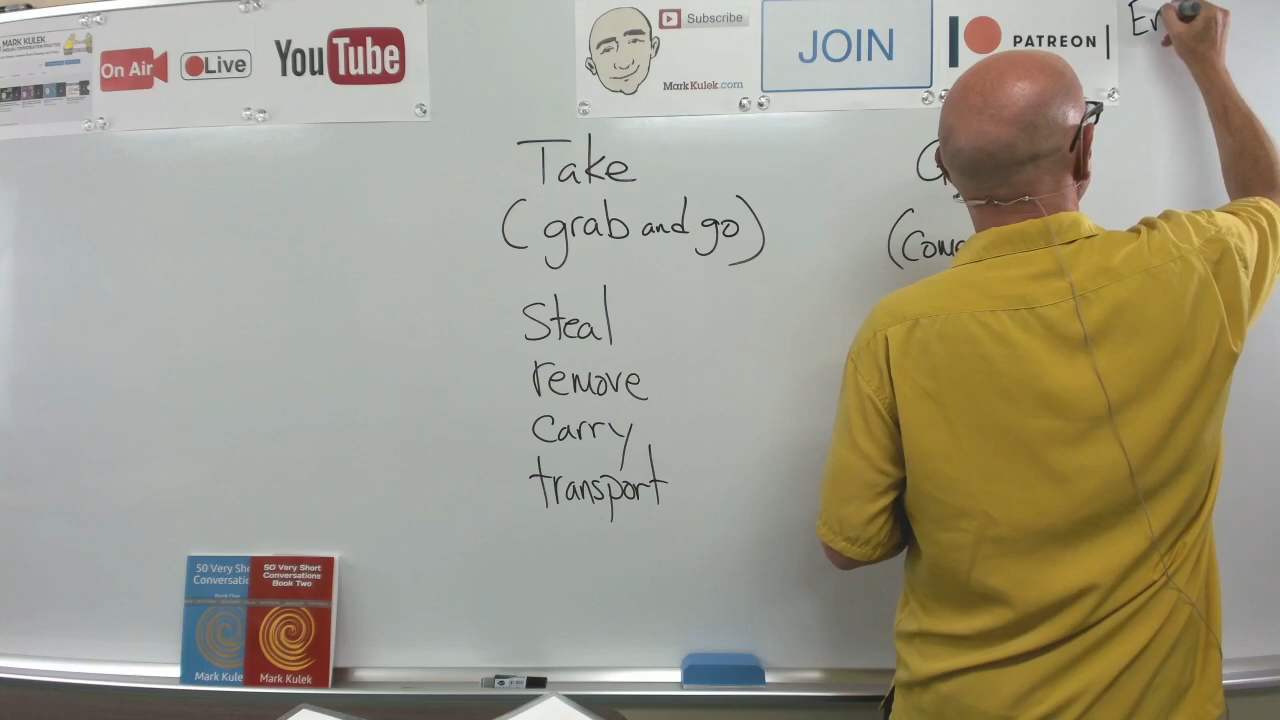 MARK KULEK
On Air
Live
YouTube
Subscribe
MarkKulek.com
JOIN
PATREON
Take
(grab and go)
Steal
remove
carry
transport
50 Very Short
Conversations
Book Two
Mark Kulek